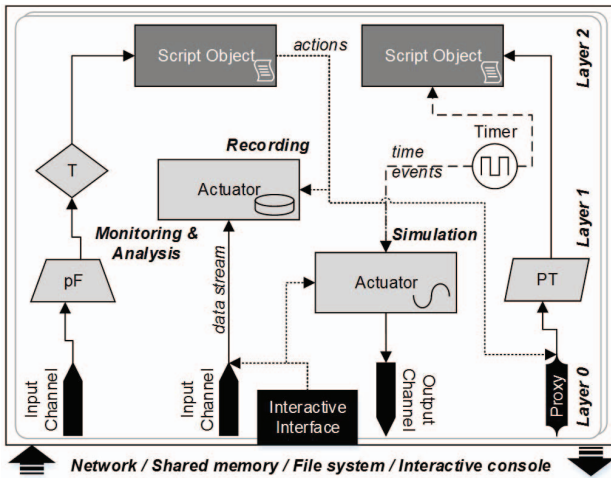 Script Object
actions
Script Object
Layer 2
Timer
Recording
time
events
T
Actuator
Monitoring &
Analysis
Simulation
Layer 1
pF
data stream
Actuator
PT
Input
Channel
Input
Channel
Interactive
Interface
Output
Channel
Proxy
Layer 0
Network / Shared memory / File system / Interactive console